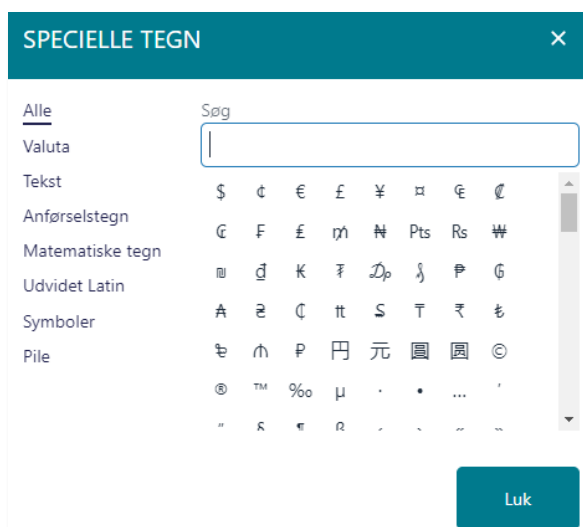 SPECIELLE TEGN ×
Alle
Valuta
Tekst
Anførselstegn
Matematiske tegn
Udvidet Latin
Symboler
Pile
Søg
$ ¢ € £ ¥ ¤ ₠ ₡
₢ ₣ ₤ ₥ ₦ Pts ₨ ₩
₪ ₫ ₭ ₮ ₯ ₰ ₱ ₲
₳ ₴ ₵ ₶ ₷ ₸ ₹ ₺
₻ ₼ ₽ 円 元 圓 圆 ©
® ™ ‰ µ · • … ′
″ § ¶ ß ‹ › « »
Luk